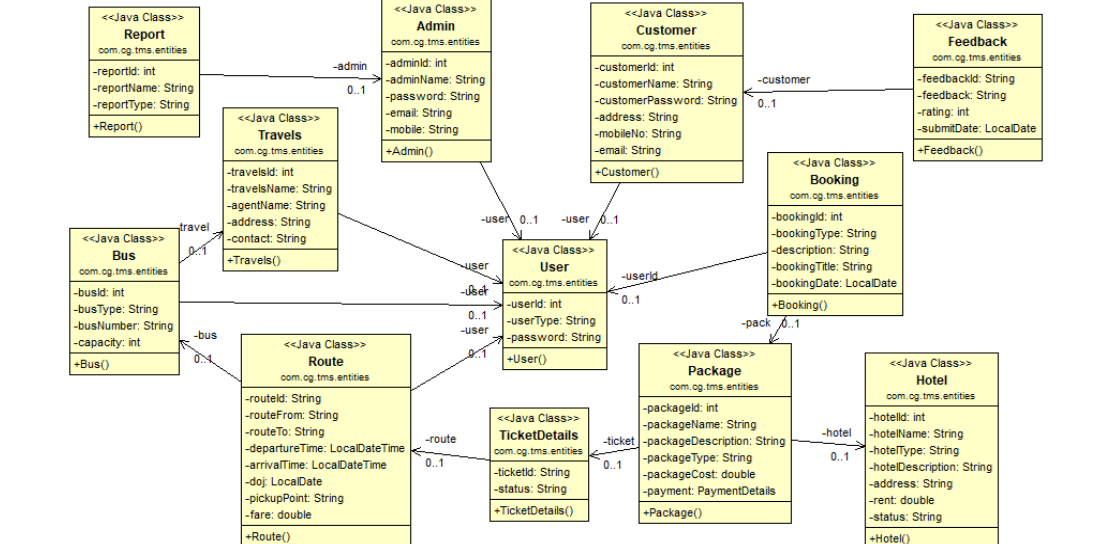 <<Java Class>>
Report
com.cg.tms.entities
-reportId: int
-reportName: String
-reportType: String
+Report()
-admin
0..1
<<Java Class>>
Admin
com.cg.tms.entities
-adminId: int
-adminName: String
-password: String
-email: String
-mobile: String
+Admin()
<<Java Class>>
Customer
com.cg.tms.entities
-customerId: int
-customerName: String
-customerPassword: String
-address: String
-mobileNo: String
-email: String
+Customer()
-customer
0..1
<<Java Class>>
Feedback
com.cg.tms.entities
-feedbackId: String
-feedback: String
-rating: int
-submitDate: LocalDate
+Feedback()
<<Java Class>>
Travels
com.cg.tms.entities
-travelsId: int
-travelsName: String
-agentName: String
-address: String
-contact: String
+Travels()
-user 0..1
-user 0..1
<<Java Class>>
Booking
com.cg.tms.entities
-bookingId: int
-bookingType: String
-description: String
-bookingTitle: String
-bookingDate: LocalDate
+Booking()
travel
0..1
<<Java Class>>
Bus
com.cg.tms.entities
-busId: int
-busType: String
-busNumber: String
-capacity: int
+Bus()
-user
0..1
-user
0..1
-user
0..1
<<Java Class>>
User
com.cg.tms.entities
-userId: int
-userType: String
-password: String
+User()
-userId
0..1
-pack 0..1
-bus
0..1
<<Java Class>>
Route
com.cg.tms.entities
-routeId: String
-routeFrom: String
-routeTo: String
-departureTime: LocalDateTime
-arrivalTime: LocalDateTime
-doj: LocalDate
-pickupPoint: String
-fare: double
+Route()
-route
0..1
<<Java Class>>
TicketDetails
com.cg.tms.entities
-ticketId: String
-status: String
+TicketDetails()
-ticket
0..1
<<Java Class>>
Package
com.cg.tms.entities
-packageId: int
-packageName: String
-packageDescription: String
-packageType: String
-packageCost: double
-payment: PaymentDetails
+Package()
-hotel
0..1
<<Java Class>>
Hotel
com.cg.tms.entities
-hotelId: int
-hotelName: String
-hotelType: String
-hotelDescription: String
-address: String
-rent: double
-status: String
+Hotel()